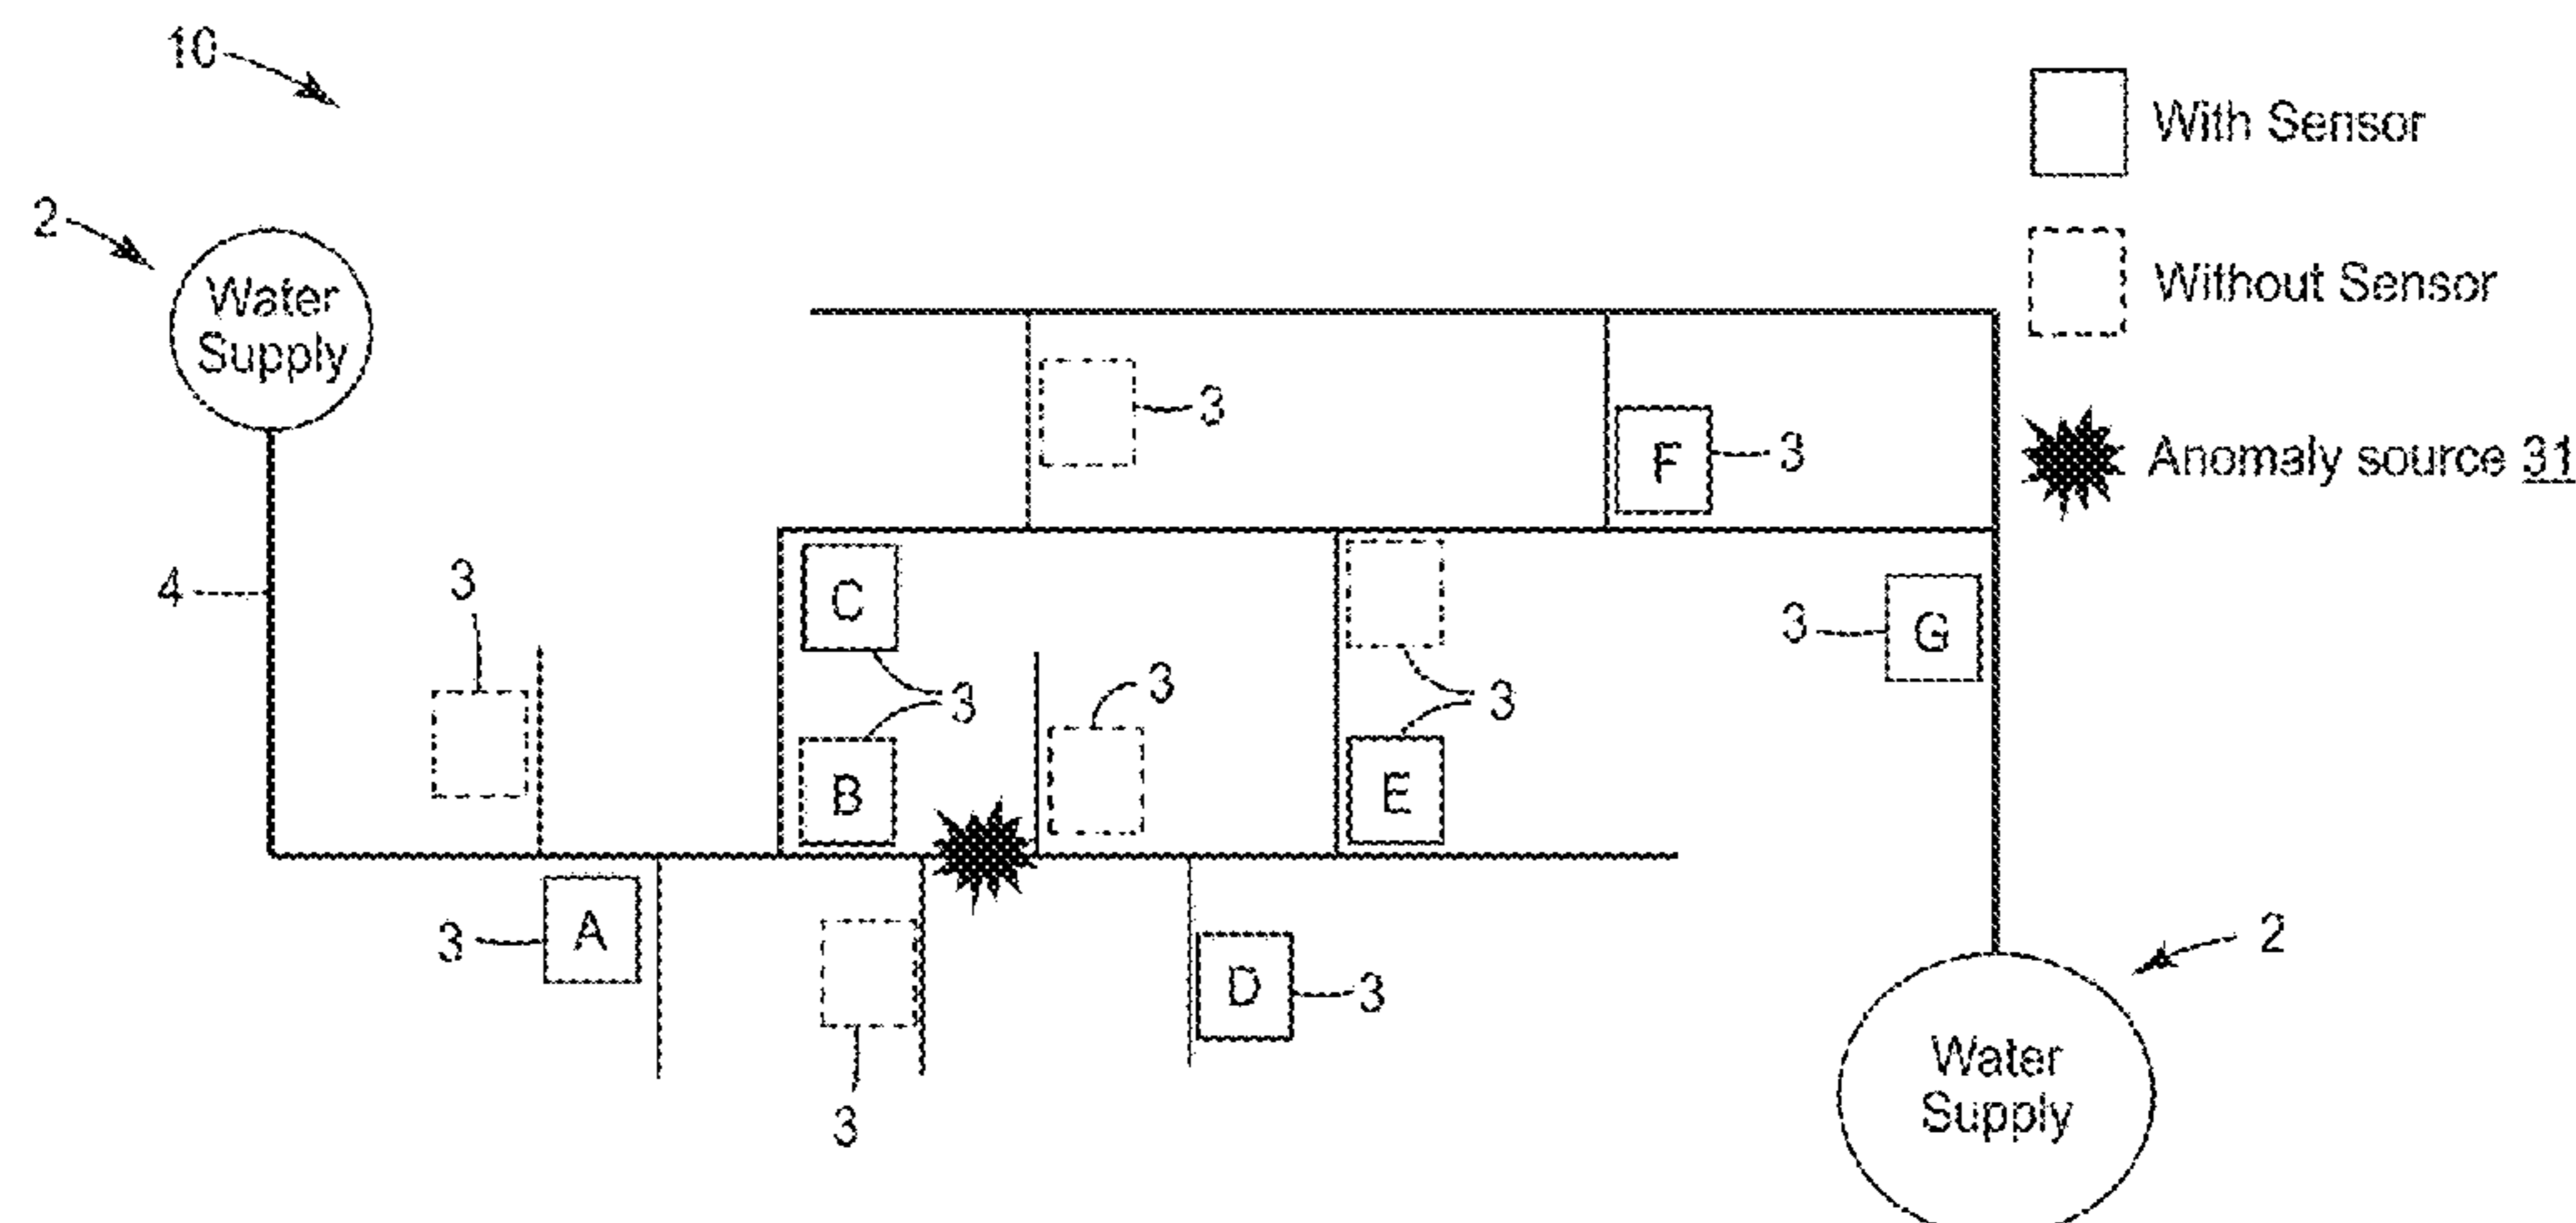 10
With Sensor
2
Water
Supply
Without Sensor
3
F
3
Anomaly source 31
4
3
C
3
G
3
3
3
B
E
A
3
3
D
3
2
3
Water
Supply